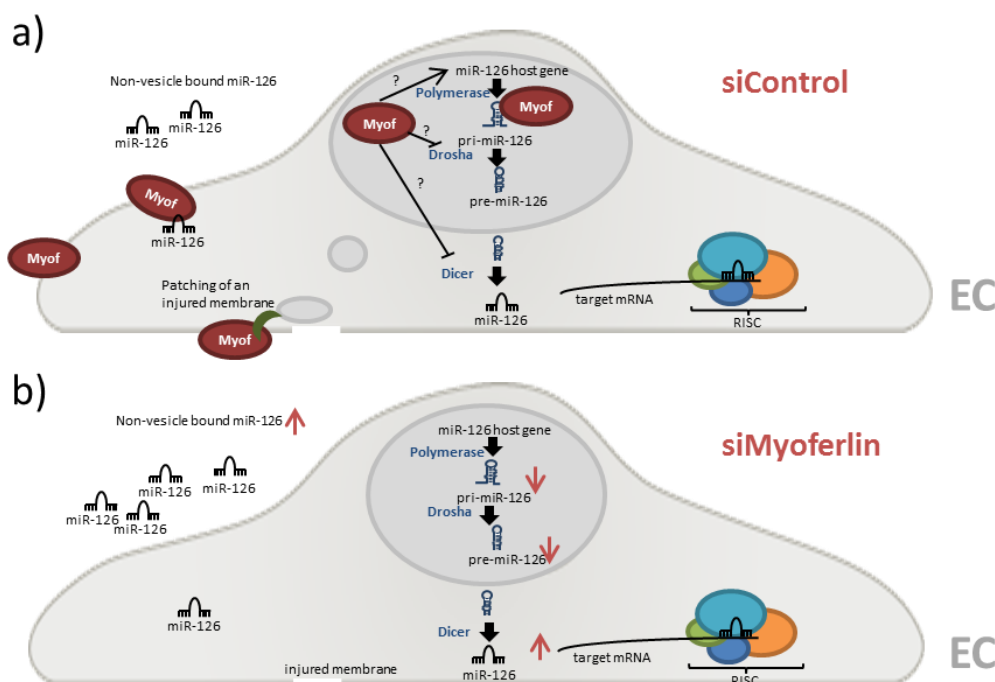 a)
Non-vesicle bound miR-126
miR-126
miR-126
siControl
?
miR-126 host gene
Polymerase
Myof
Myof
?
pri-miR-126
Drosha
?
pre-miR-126
Myof
miR-126
Myof
Patching of an
injured membrane
Myof
Dicer
miR-126
target mRNA
RISC
EC
b)
Non-vesicle bound miR-126
siMyoferlin
miR-126 host gene
Polymerase
miR-126
miR-126
miR-126
miR-126
pri-miR-126
Drosha
pre-miR-126
miR-126
Dicer
injured membrane
miR-126
target mRNA
RISC
EC